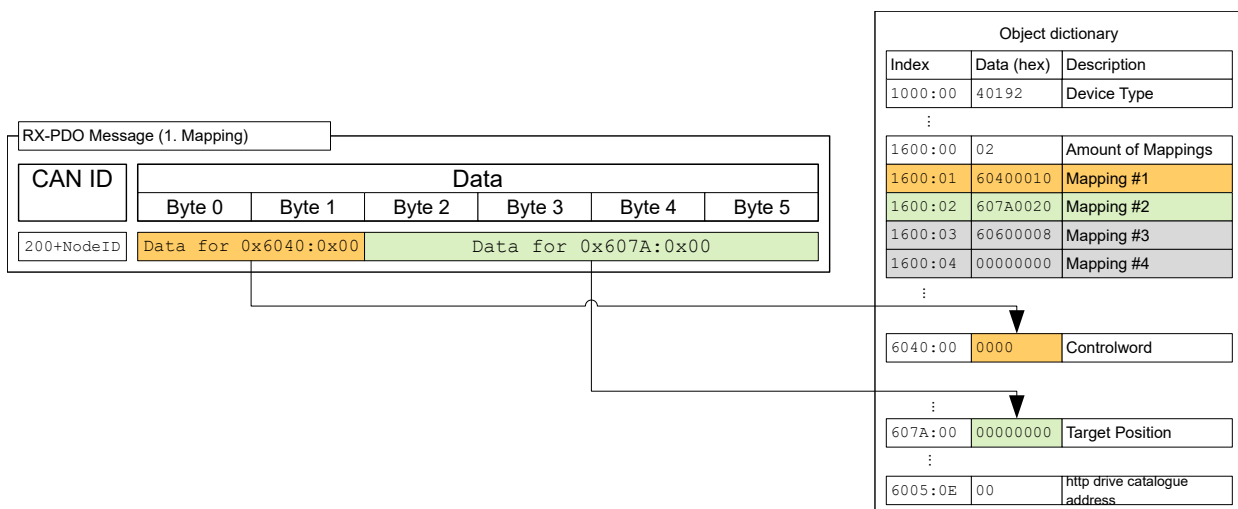 RX-PDO Message (1. Mapping)
CAN ID
Data
Byte 0 Byte 1 Byte 2 Byte 3 Byte 4 Byte 5
200+NodeID Data for 0x6040:0x00 Data for 0x607A:0x00
Object dictionary
Index Data (hex) Description
1000:00 40192 Device Type
⋮
1600:00 02 Amount of Mappings
1600:01 60400010 Mapping #1
1600:02 607A0020 Mapping #2
1600:03 60600008 Mapping #3
1600:04 00000000 Mapping #4
⋮
6040:00 0000 Controlword
⋮
607A:00 00000000 Target Position
⋮
6005:0E 00 http drive catalogue
address